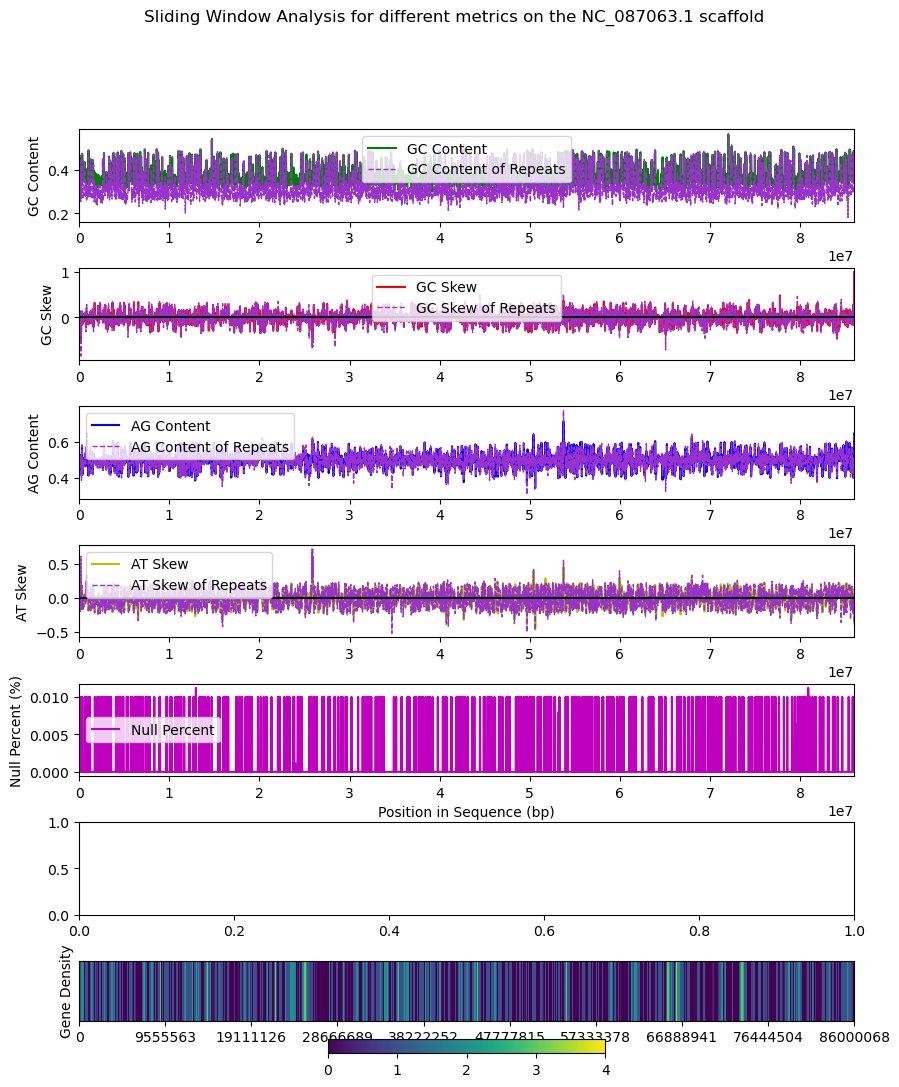 Sliding Window Analysis for different metrics on the NC_087063.1 scaffold
GC Content
0.4
0.2
GC Content
GC Content of Repeats
0 1 2 3 4 5 6 7 8
1e7
GC Skew
1
0
GC Skew
GC Skew of Repeats
0 1 2 3 4 5 6 7 8
1e7
AG Content
0.6
0.4
AG Content
AG Content of Repeats
0 1 2 3 4 5 6 7 8
1e7
AT Skew
0.5
0.0
−0.5
AT Skew
AT Skew of Repeats
0 1 2 3 4 5 6 7 8
1e7
Null Percent (%)
0.010
0.005
0.000
Null Percent
0 1 2 3 4 5 6 7 8
Position in Sequence (bp)
1e7
1.0
0.5
0.0
0.0 0.2 0.4 0.6 0.8 1.0
Gene Density
0 9555563 19111126 28666689 38222252 47777815 57333378 66888941 76444504 86000068
0 1 2 3 4